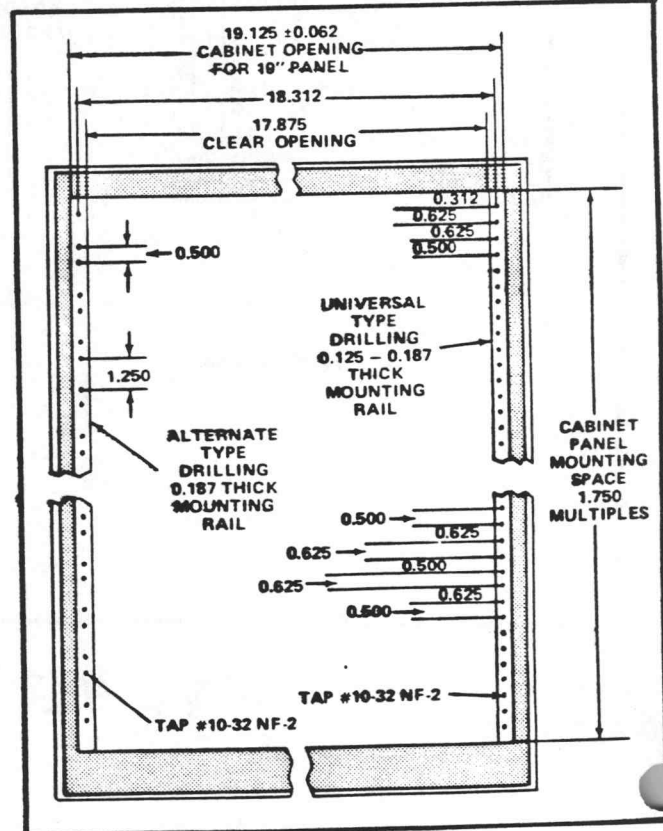 19.125 ±0.062
CABINET OPENING
FOR 19" PANEL
18.312
17.875
CLEAR OPENING
0.312
0.625
0.625
0.500
0.500
UNIVERSAL
TYPE
DRILLING
0.125 – 0.187
THICK
MOUNTING
RAIL
1.250
ALTERNATE
TYPE
DRILLING
0.187 THICK
MOUNTING
RAIL
CABINET
PANEL
MOUNTING
SPACE
1.750
MULTIPLES
0.500
0.625
0.625
0.500
0.625
0.625
0.500
TAP #10-32 NF-2
TAP #10-32 NF-2